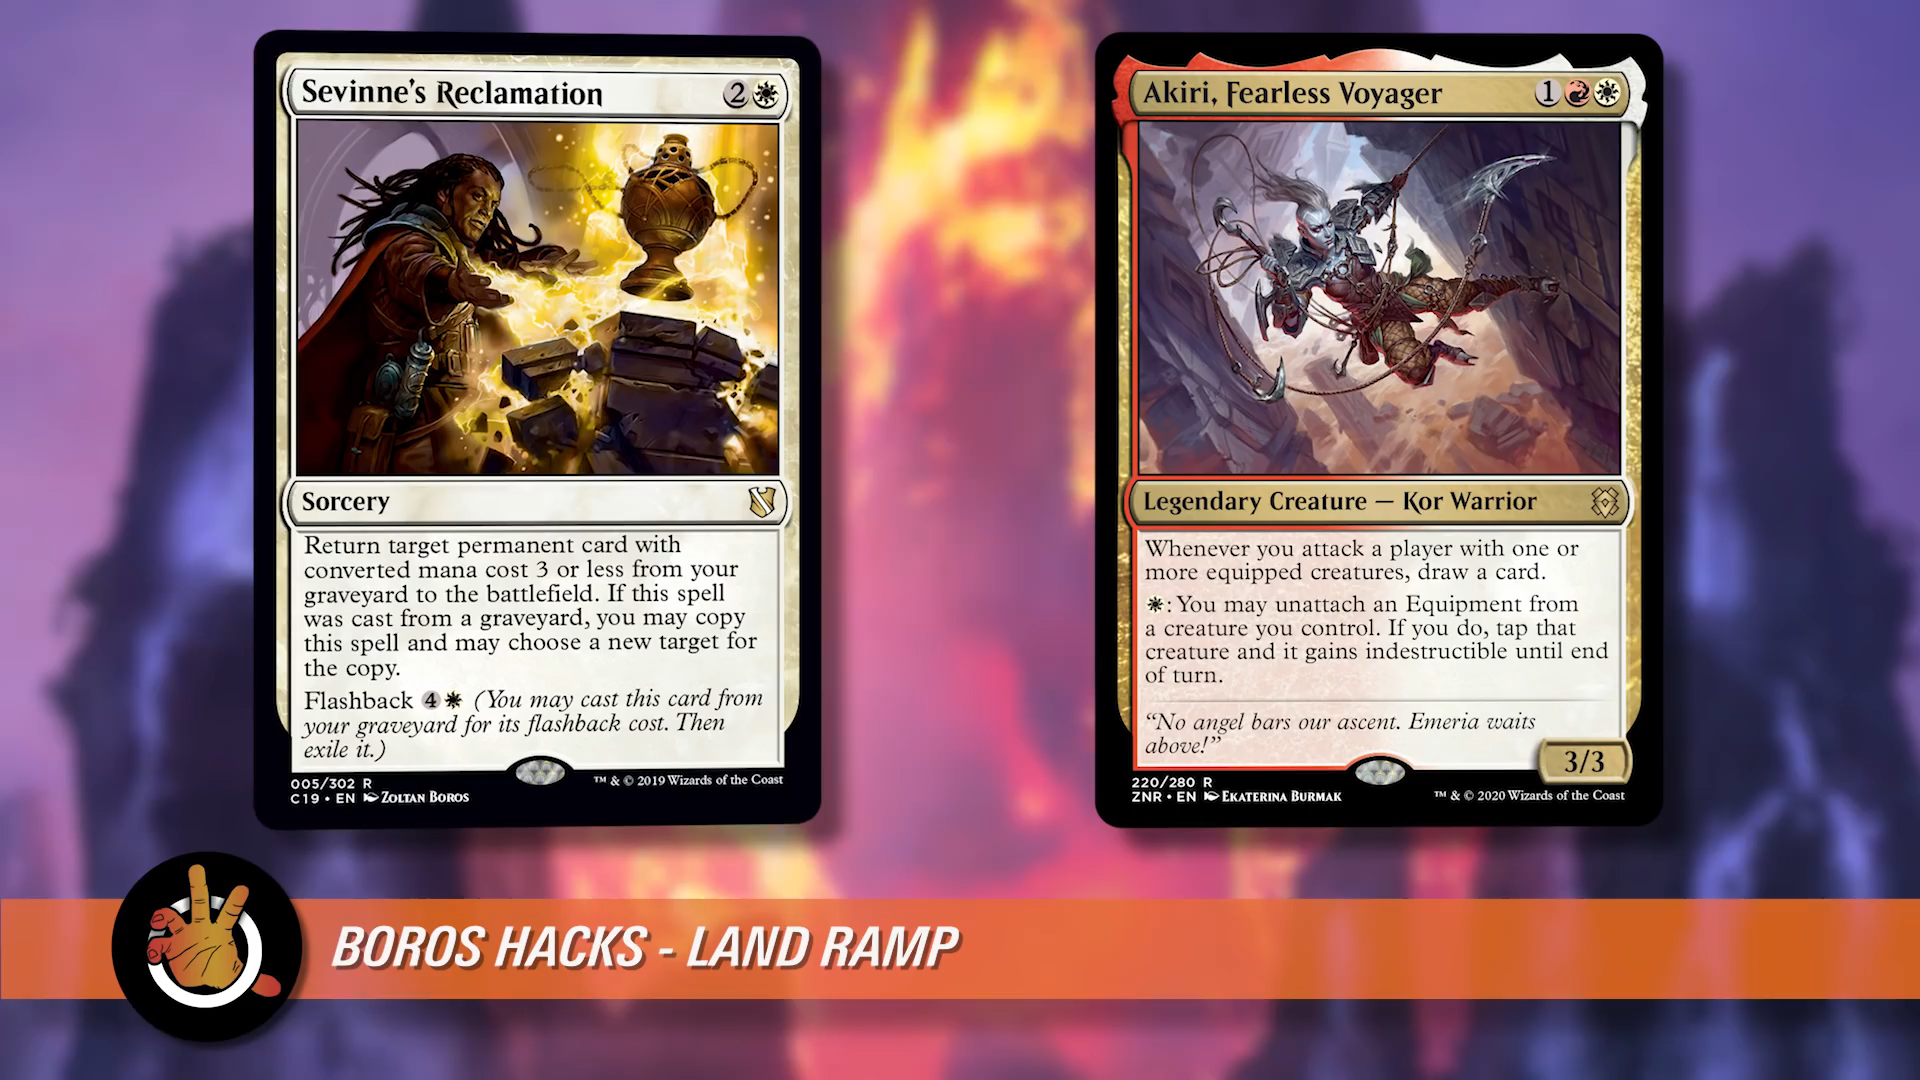 Sevinne's Reclamation
2
Sorcery
Return target permanent card with
converted mana cost 3 or less from your
graveyard to the battlefield. If this spell
was cast from a graveyard, you may copy
this spell and may choose a new target for
the copy.
Flashback 4 (You may cast this card from
your graveyard for its flashback cost. Then
exile it.)
005/302 R
C19 • EN Zoltan Boros
™ & © 2019 Wizards of the Coast
Akiri, Fearless Voyager
1
Legendary Creature — Kor Warrior
Whenever you attack a player with one or
more equipped creatures, draw a card.
: You may unattach an Equipment from
a creature you control. If you do, tap that
creature and it gains indestructible until end
of turn.
“No angel bars our ascent. Emeria waits
above!”
3/3
220/280 R
ZNR • EN Ekaterina Burmak
™ & © 2020 Wizards of the Coast
BOROS HACKS - LAND RAMP